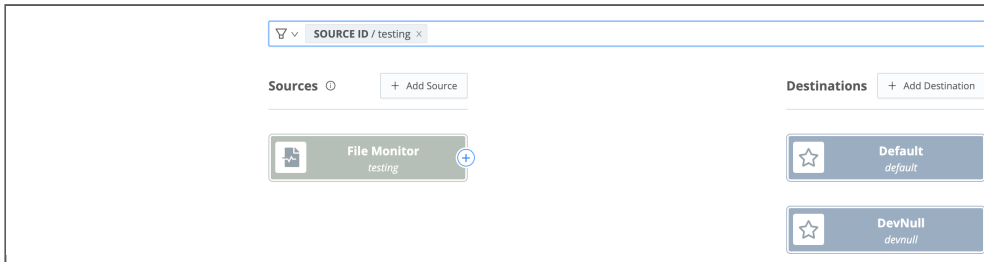 SOURCE ID / testing ×
Sources + Add Source
Destinations + Add Destination
File Monitor
testing
Default
default
DevNull
devnull